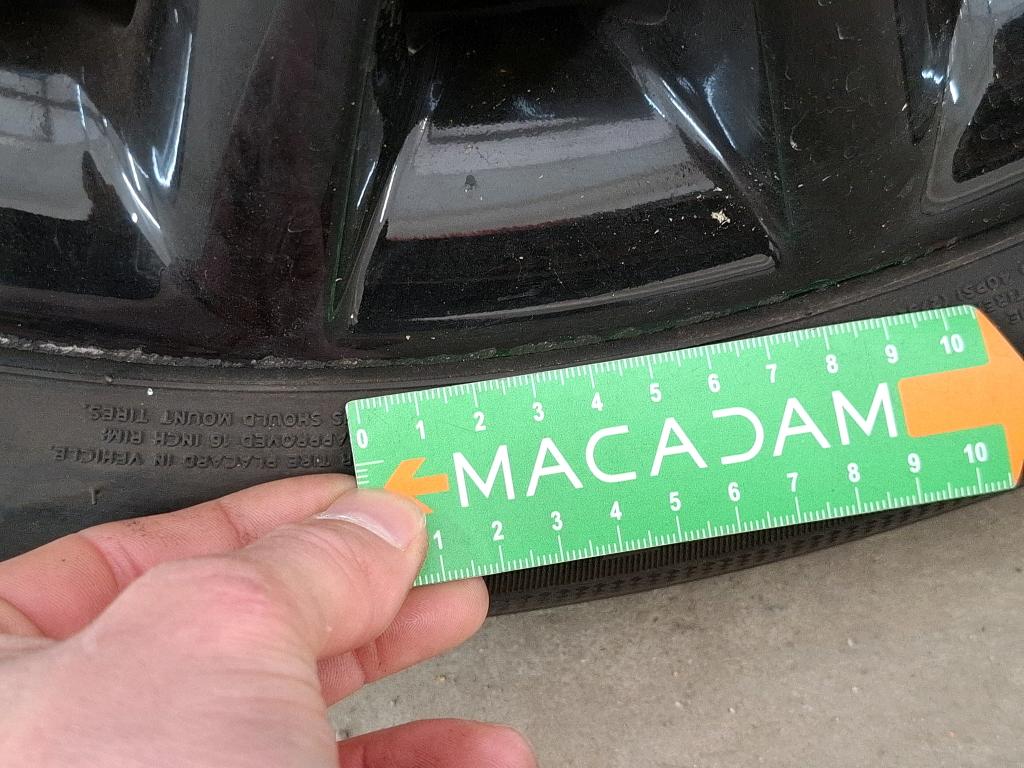 0 1 2 3 4 5 6 7 8 9 10
MACADAM
1 2 3 4 5 6 7 8 9 10
TIRE PLACARD IN VEHICLE.
APPROVED 16 INCH RIM;
S SHOULD MOUNT TIRES.